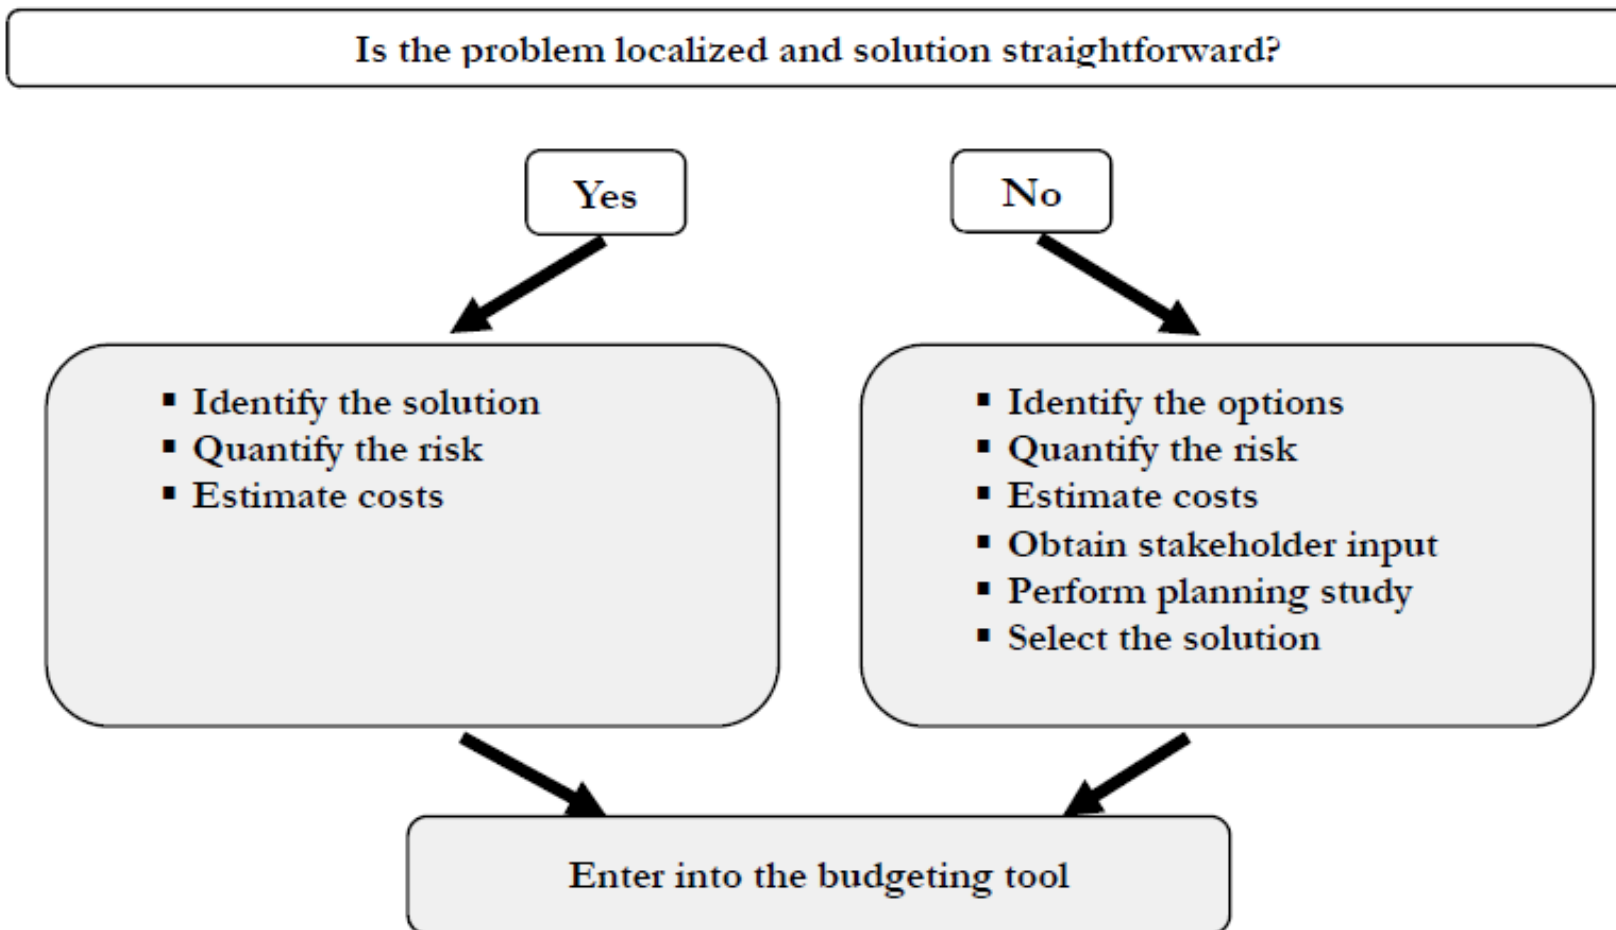 Is the problem localized and solution straightforward?
Yes
No
▪ Identify the solution
▪ Quantify the risk
▪ Estimate costs
▪ Identify the options
▪ Quantify the risk
▪ Estimate costs
▪ Obtain stakeholder input
▪ Perform planning study
▪ Select the solution
Enter into the budgeting tool